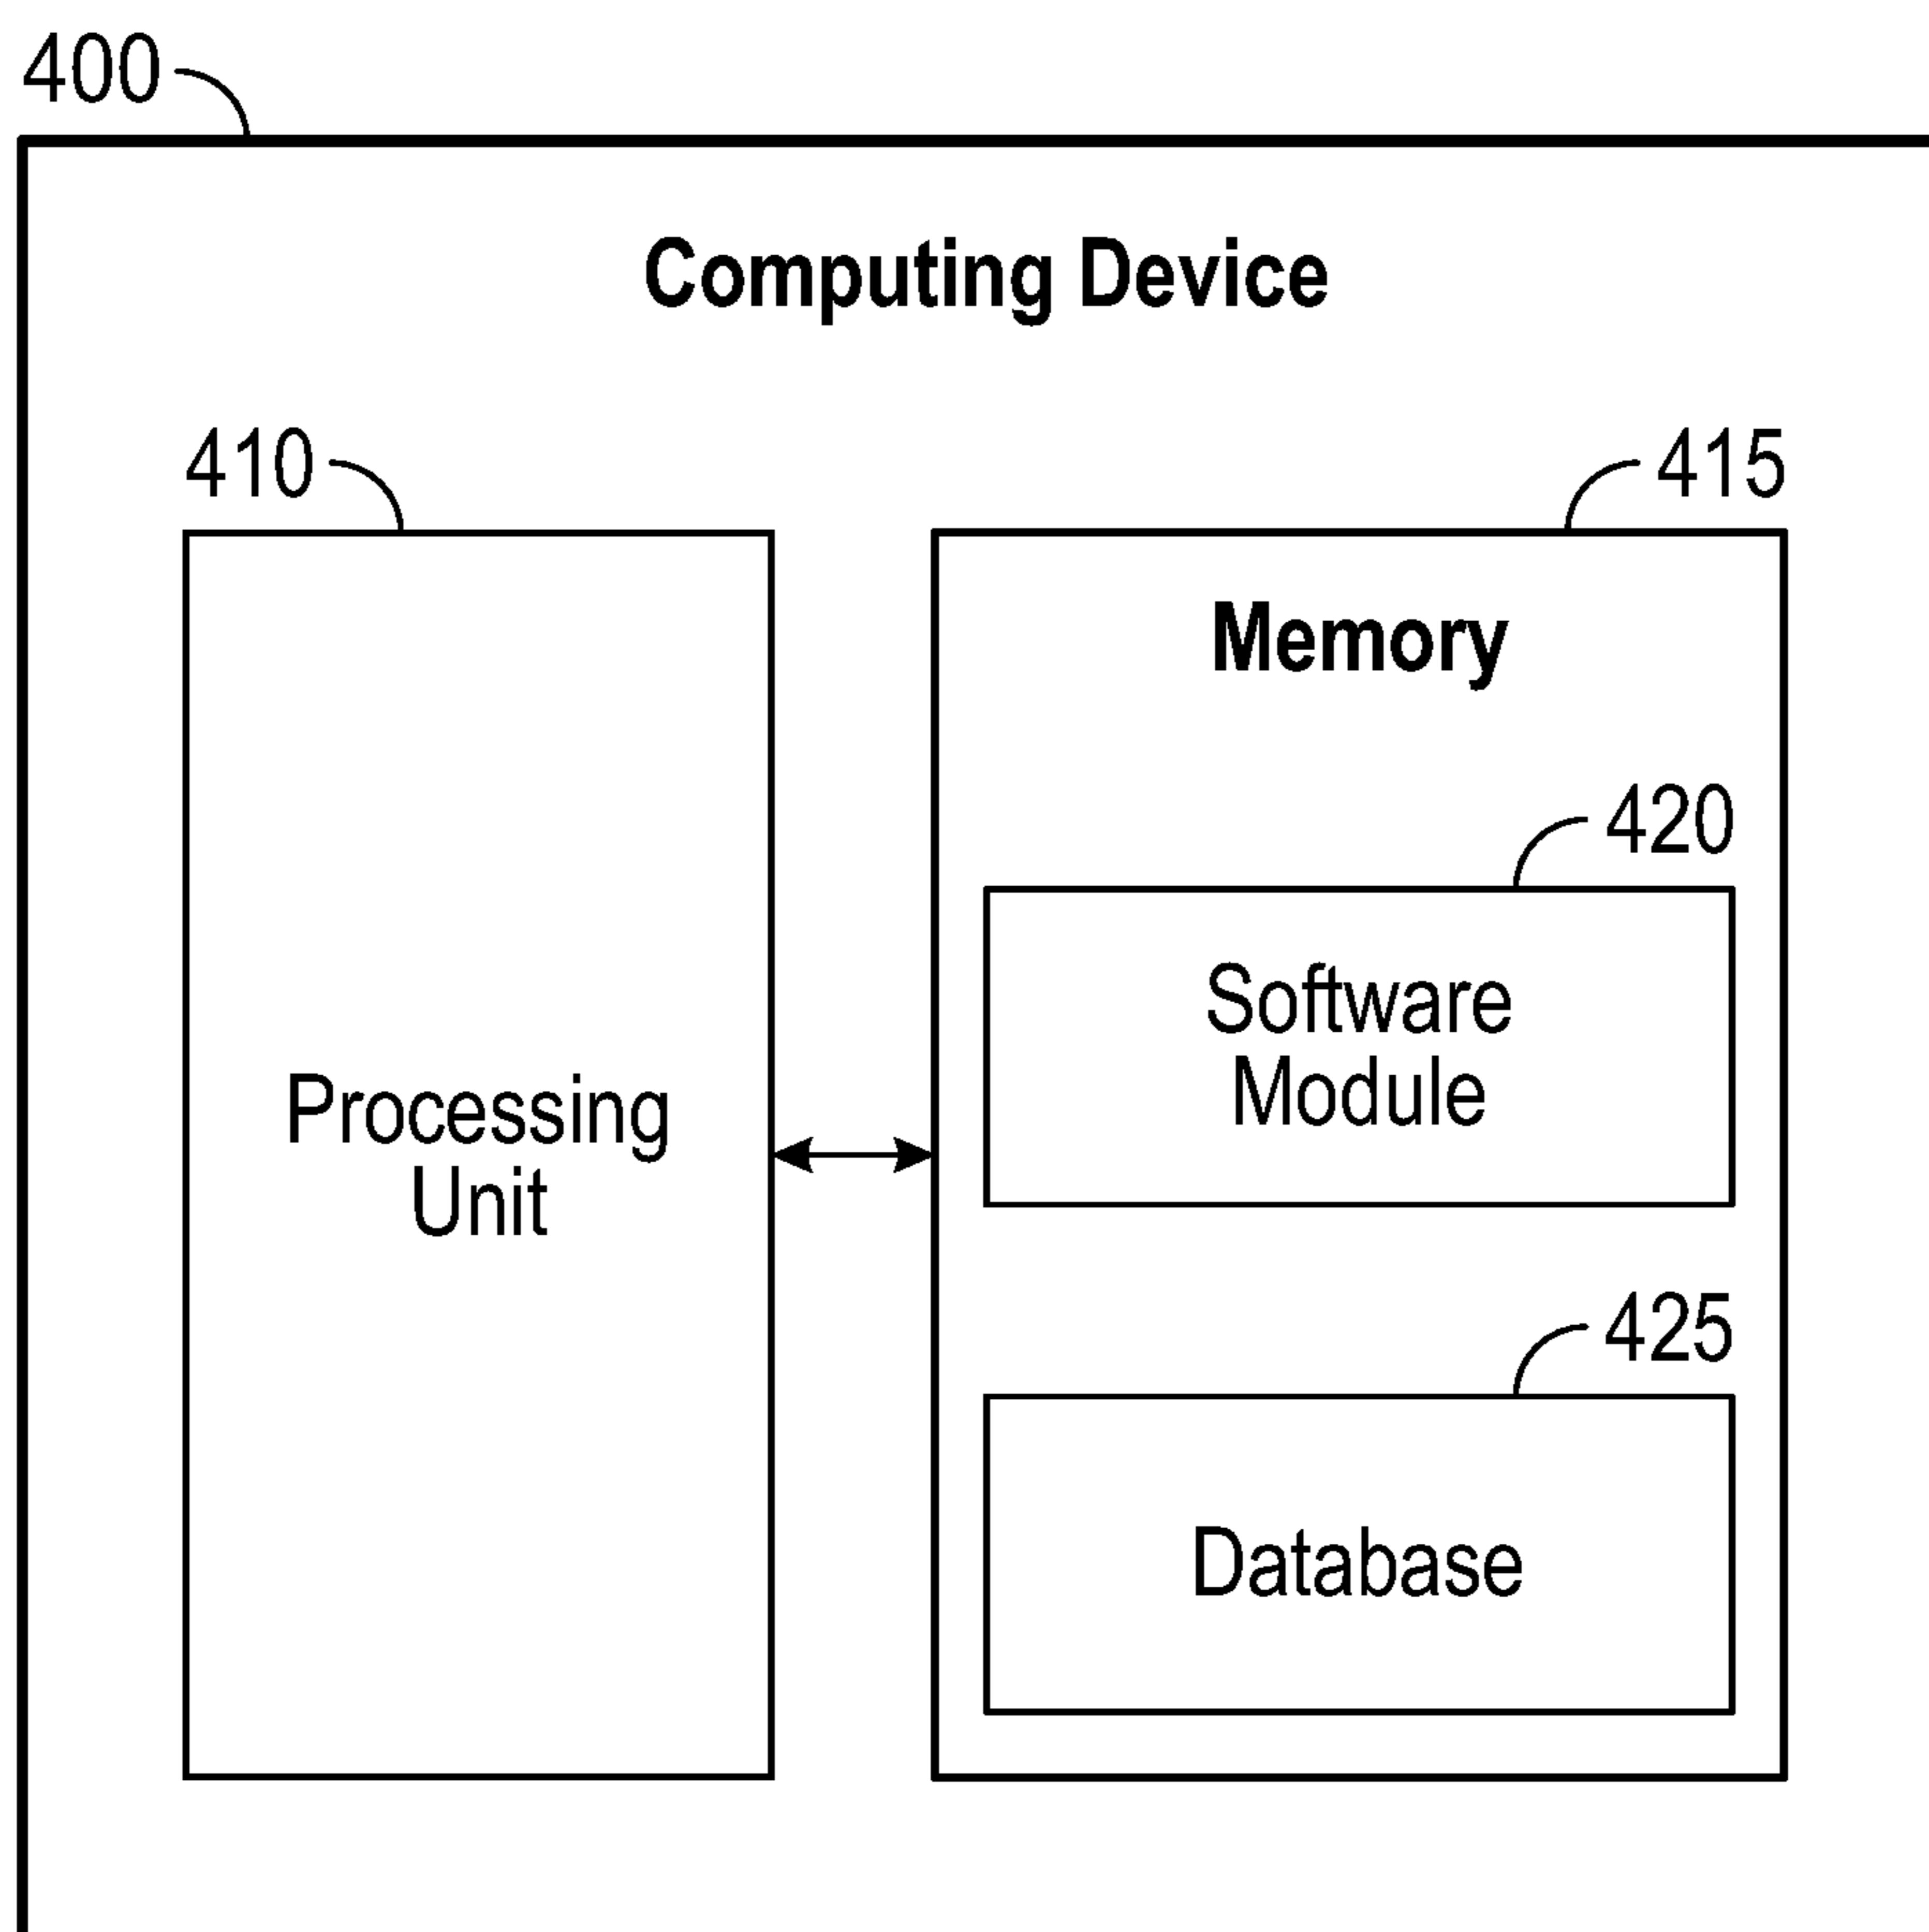 400
Computing Device
410
415
Memory
420
Software
Module
Processing
Unit
425
Database